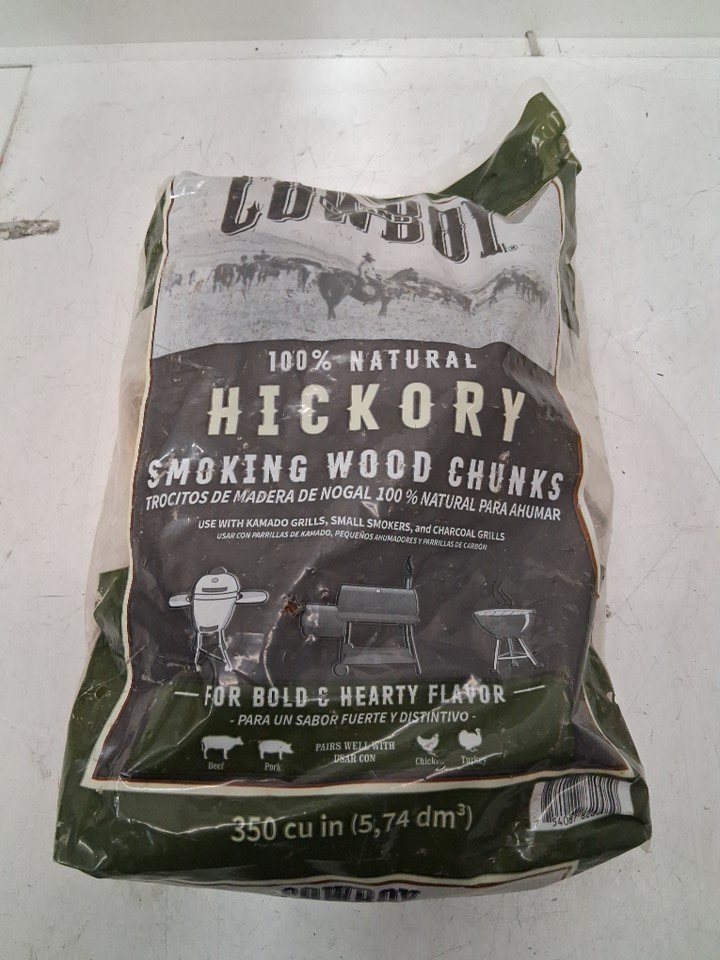 COWBOY
100% NATURAL
HICKORY
SMOKING WOOD CHUNKS
TROCITOS DE MADERA DE NOGAL 100 % NATURAL PARA AHUMAR
USE WITH KAMADO GRILLS, SMALL SMOKERS, and CHARCOAL GRILLS
USAR CON PARRILLAS DE KAMADO, PEQUEÑOS AHUMADORES Y PARRILLAS DE CARBÓN
FOR BOLD & HEARTY FLAVOR
- PARA UN SABOR FUERTE Y DISTINTIVO -
PAIRS WELL WITH
USAR CON
Beef Pork Chicken Turkey
350 cu in (5,74 dm³)
COWBOY